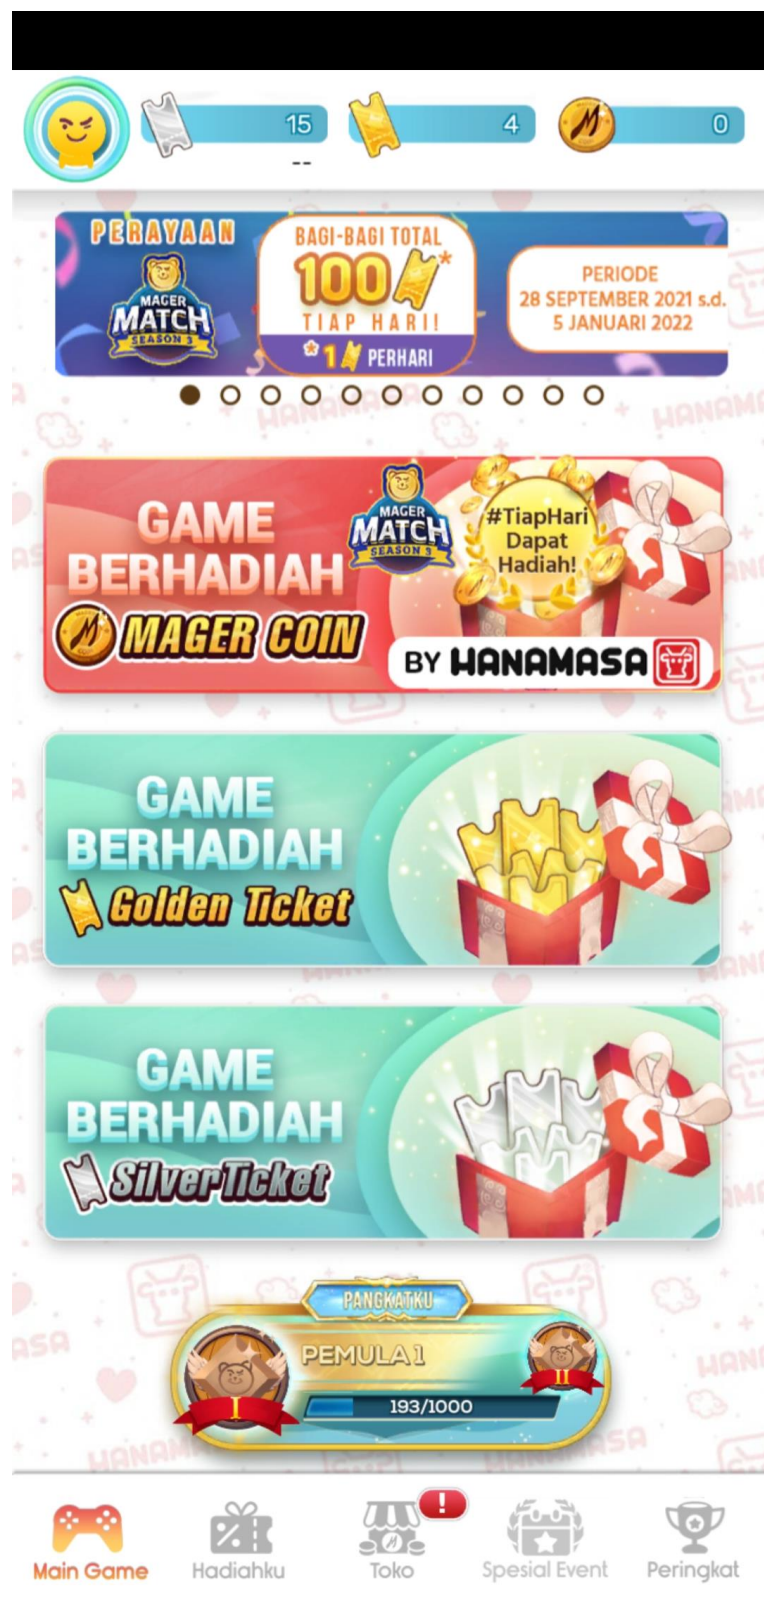 15
4
0
--
PERAYAAN
MAGER
MATCH
SEASON 3
BAGI-BAGI TOTAL
100*
TIAP HARI!
*1 PERHARI
PERIODE
28 SEPTEMBER 2021 s.d.
5 JANUARI 2022
GAME
BERHADIAH
MAGER COIN
MAGER
MATCH
SEASON 3
#TiapHari
Dapat
Hadiah!
BY HANAMASA
GAME
BERHADIAH
Golden Ticket
GAME
BERHADIAH
Silver Ticket
PANGKATKU
PEMULA 1
I
II
193/1000
HANAMASA
!
Main Game
Hadiahku
Toko
Spesial Event
Peringkat